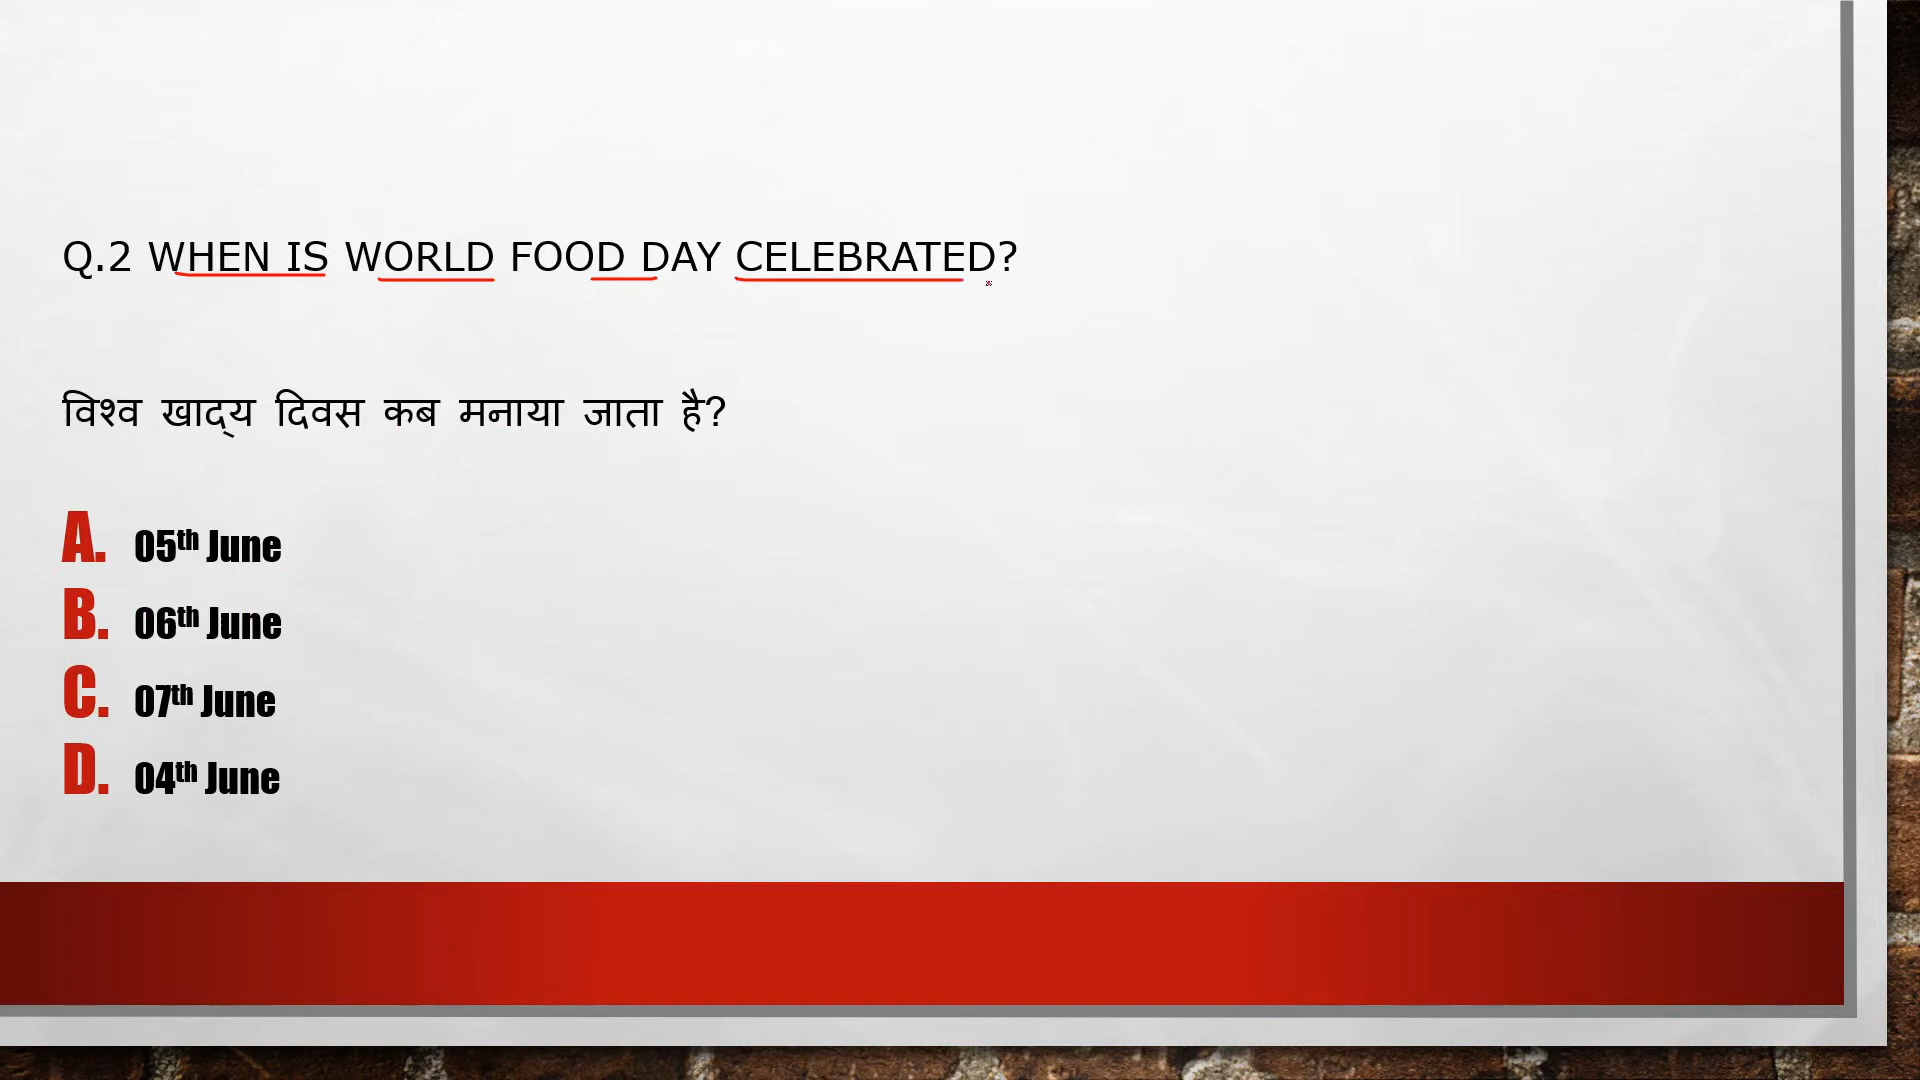 Q.2 WHEN IS WORLD FOOD DAY CELEBRATED?
विश्व खाद्य दिवस कब मनाया जाता है?
A. 05th June
B. 06th June
C. 07th June
D. 04th June